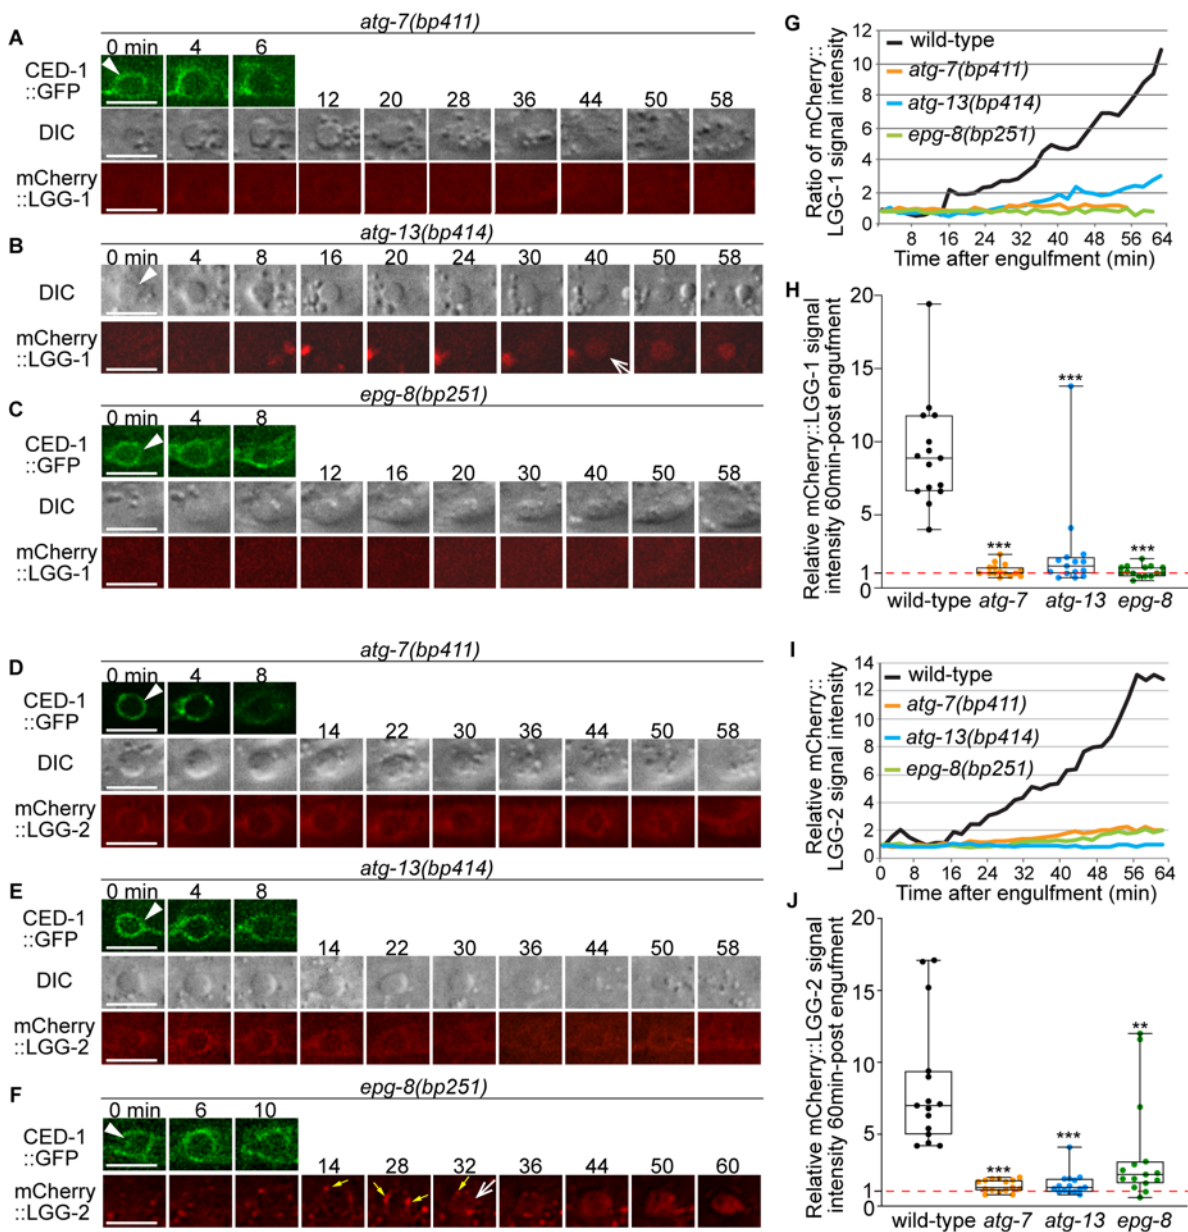 A
atg-7(bp411)
0 min 4 6
CED-1
::GFP
12 20 28 36 44 50 58
DIC
mCherry
::LGG-1
B
atg-13(bp414)
0 min 4 8 16 20 24 30 40 50 58
DIC
mCherry
::LGG-1
C
epg-8(bp251)
0 min 4 8
CED-1
::GFP
12 16 20 30 40 50 58
DIC
mCherry
::LGG-1
D
atg-7(bp411)
0 min 4 8
CED-1
::GFP
14 22 30 36 44 50 58
DIC
mCherry
::LGG-2
E
atg-13(bp414)
0 min 4 8
CED-1
::GFP
14 22 30 36 44 50 58
DIC
mCherry
::LGG-2
F
epg-8(bp251)
0 min 6 10
CED-1
::GFP
14 28 32 36 44 50 60
mCherry
::LGG-2
G
Ratio of mCherry::
LGG-1 signal intensity
12
10
8
6
4
2
0
wild-type
atg-7(bp411)
atg-13(bp414)
epg-8(bp251)
8 16 24 32 40 48 56 64
Time after engulfment (min)
H
Relative mCherry::LGG-1 signal
intensity 60min-post engufment
20
15
10
5
1
0
***
***
***
wild-type atg-7 atg-13 epg-8
I
Relative mCherry::
LGG-2 signal intensity
14
12
10
8
6
4
2
0
wild-type
atg-7(bp411)
atg-13(bp414)
epg-8(bp251)
0 8 16 24 32 40 48 56 64
Time after engulfment (min)
J
Relative mCherry::LGG-2 signal
intensity 60min-post engufment
20
15
10
5
1
0
***
***
**
wild-type atg-7 atg-13 epg-8